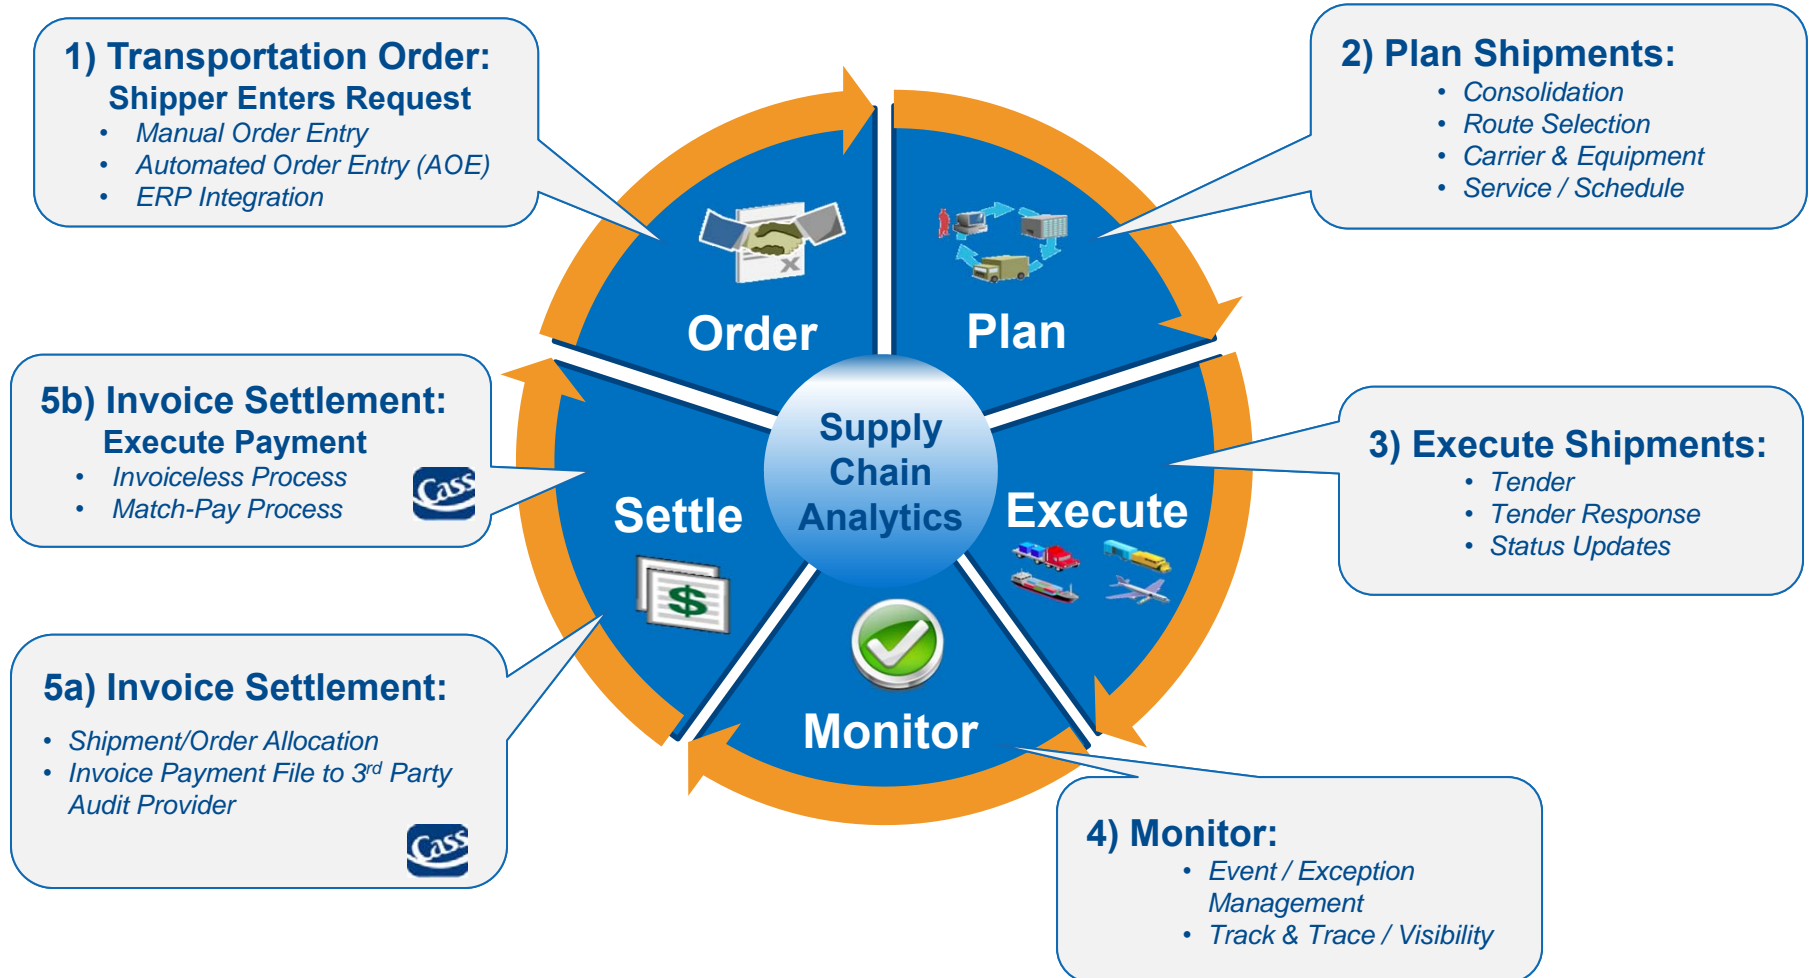 1) Transportation Order:
Shipper Enters Request
• Manual Order Entry
• Automated Order Entry (AOE)
• ERP Integration
2) Plan Shipments:
• Consolidation
• Route Selection
• Carrier & Equipment
• Service / Schedule
Order
Plan
5b) Invoice Settlement:
Execute Payment
• Invoiceless Process
• Match-Pay Process
Cass
Supply
Chain
Analytics
Settle
Execute
3) Execute Shipments:
• Tender
• Tender Response
• Status Updates
$
x
Monitor
5a) Invoice Settlement:
• Shipment/Order Allocation
• Invoice Payment File to 3rd Party
Audit Provider
Cass
4) Monitor:
• Event / Exception
Management
• Track & Trace / Visibility